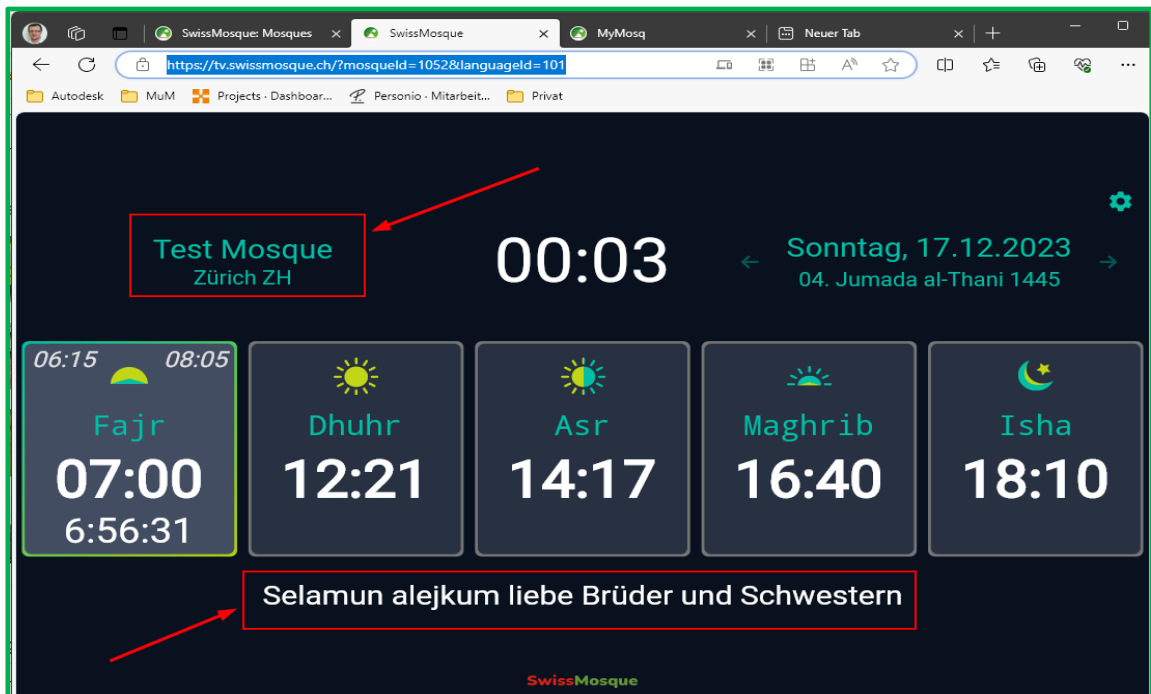 SwissMosque: Mosques
SwissMosque
MyMosq
Neuer Tab
https://tv.swissmosque.ch/?mosqueId=1052&languageId=101
Autodesk MuM Projects · Dashboar... Personio · Mitarbeit... Privat
Test Mosque
Zürich ZH
00:03
Sonntag, 17.12.2023
04. Jumada al-Thani 1445
06:15 08:05
Fajr
07:00
6:56:31
Dhuhr
12:21
Asr
14:17
Maghrib
16:40
Isha
18:10
Selamun alejkum liebe Brüder und Schwestern
SwissMosque